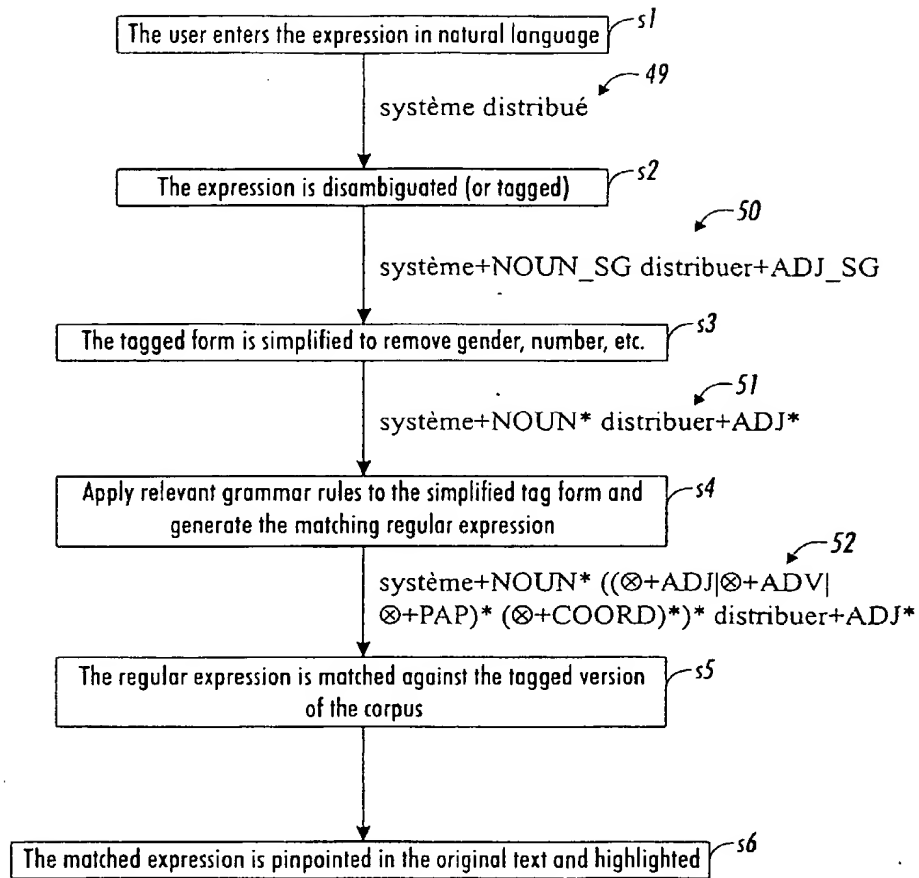 The user enters the expression in natural language
s1
49
système distribué
The expression is disambiguated (or tagged)
s2
50
système+NOUN_SG distribuer+ADJ_SG
The tagged form is simplified to remove gender, number, etc.
s3
51
système+NOUN* distribuer+ADJ*
Apply relevant grammar rules to the simplified tag form and
generate the matching regular expression
s4
52
système+NOUN* ((⊗+ADJ|⊗+ADV|
⊗+PAP)* (⊗+COORD)*)* distribuer+ADJ*
The regular expression is matched against the tagged version
of the corpus
s5
The matched expression is pinpointed in the original text and highlighted
s6